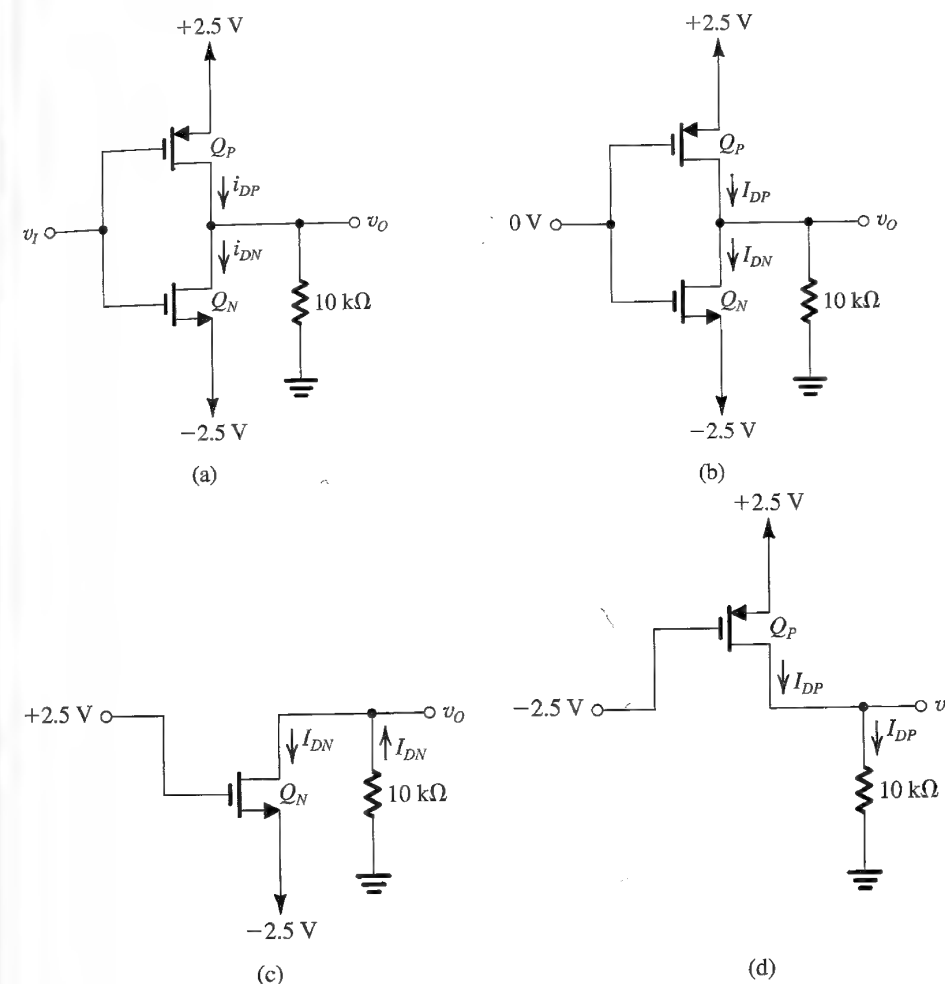 +2.5 V
Q_P
i_DP
v_I
v_O
i_DN
Q_N
10 kΩ
−2.5 V
(a)
+2.5 V
Q_P
I_DP
0 V
v_O
I_DN
Q_N
10 kΩ
−2.5 V
(b)
+2.5 V
v_O
I_DN
I_DN
Q_N
10 kΩ
−2.5 V
(c)
+2.5 V
Q_P
I_DP
−2.5 V
v
I_DP
10 kΩ
(d)